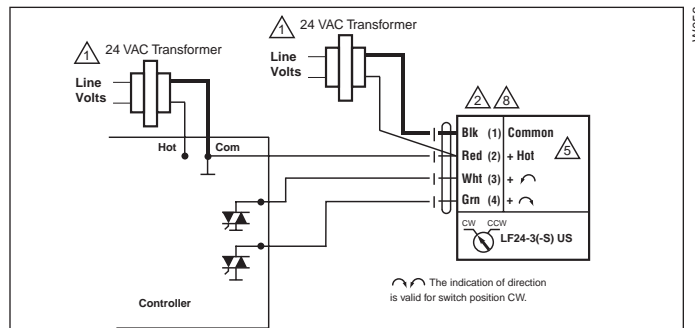 1 24 VAC Transformer
Line
Volts
1 24 VAC Transformer
Line
Volts
Hot Com
2 8
Blk (1) Common
Red (2) + Hot 5
Wht (3) +
Grn (4) +
CW CCW
LF24-3(-S) US
The indication of direction
is valid for switch position CW.
Controller